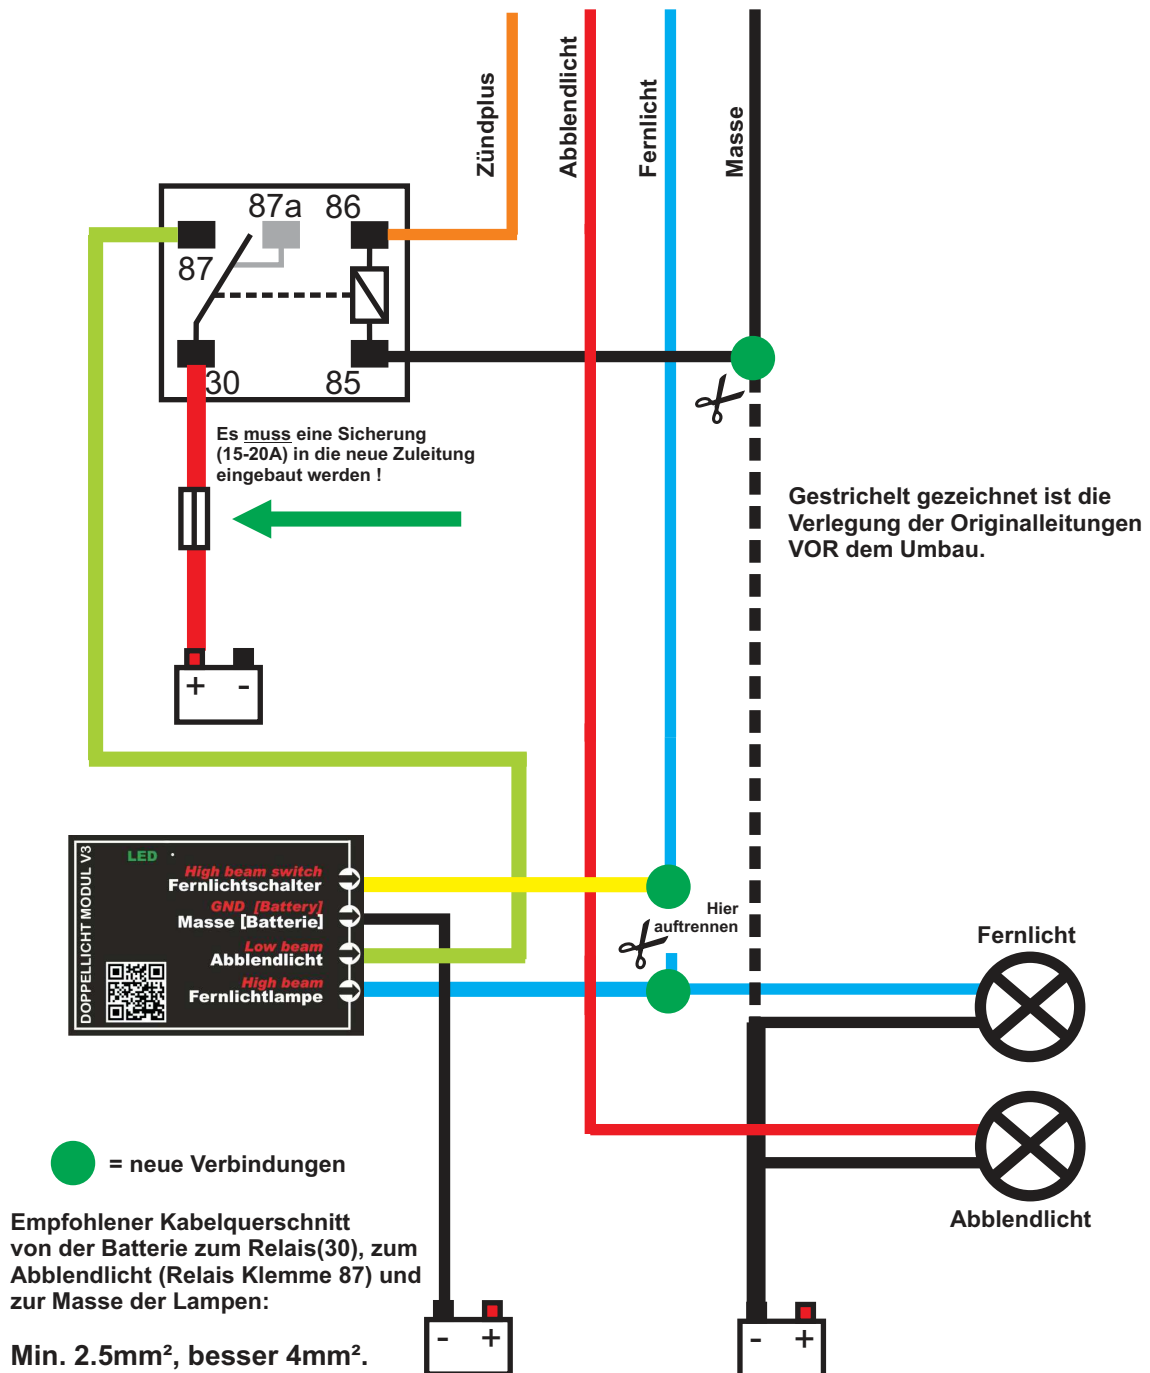 Zündplus
Abblendlicht
Fernlicht
Masse
87a
86
87
30
85
Es muss eine Sicherung
(15-20A) in die neue Zuleitung
eingebaut werden !
Gestrichelt gezeichnet ist die
Verlegung der Originalleitungen
VOR dem Umbau.
+ -
DOPPELLICHT MODUL V3
LED
High beam switch
Fernlichtschalter
GND [Battery]
Masse [Batterie]
Low beam
Abblendlicht
High beam
Fernlichtlampe
Hier
auftrennen
Fernlicht
Abblendlicht
= neue Verbindungen
Empfohlener Kabelquerschnitt
von der Batterie zum Relais(30), zum
Abblendlicht (Relais Klemme 87) und
zur Masse der Lampen:
Min. 2.5mm², besser 4mm².
- +
- +